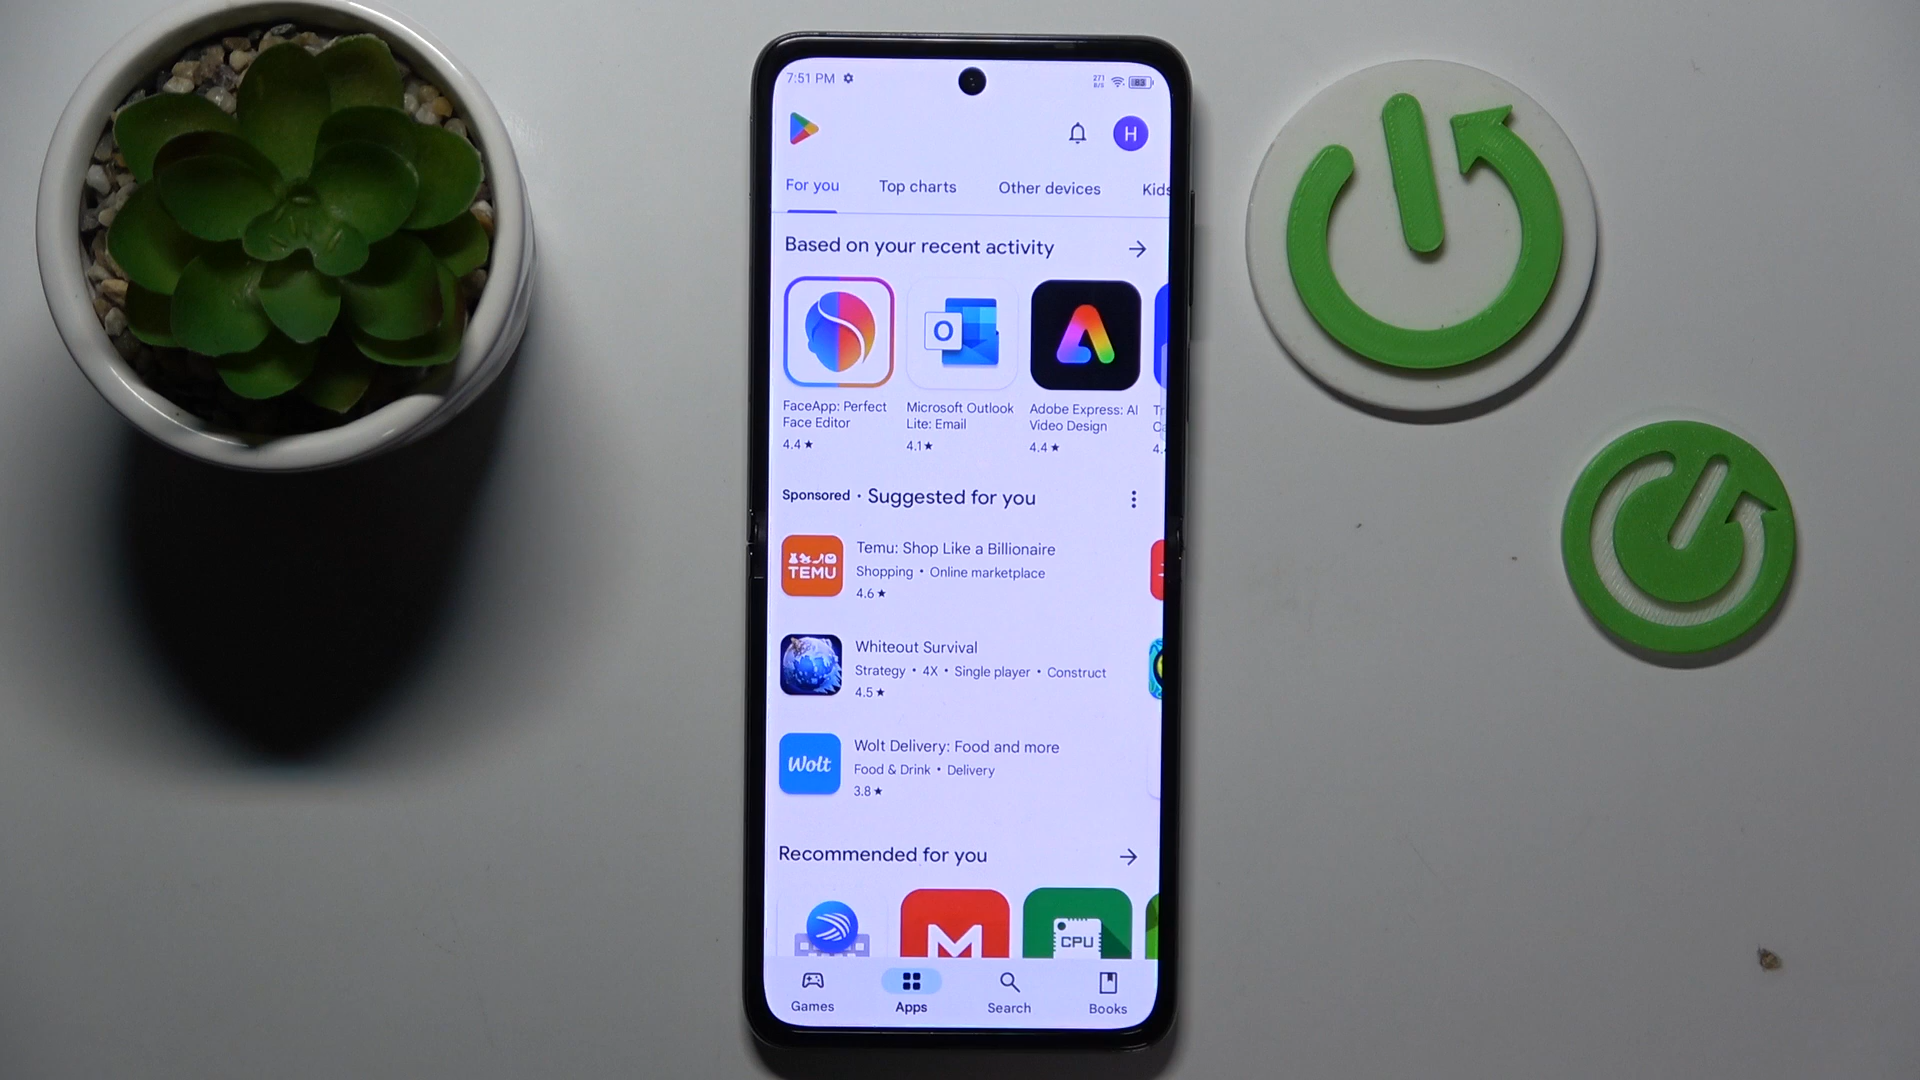 7:51 PM
271 B/S
83
H
For you Top charts Other devices Kids
Based on your recent activity
FaceApp: Perfect Face Editor
4.4★
Microsoft Outlook Lite: Email
4.1★
Adobe Express: AI Video Design
4.4★
Sponsored • Suggested for you
TEMU
Temu: Shop Like a Billionaire
Shopping • Online marketplace
4.6★
Whiteout Survival
Strategy • 4X • Single player • Construct
4.5★
Wolt
Wolt Delivery: Food and more
Food & Drink • Delivery
3.8★
Recommended for you
CPU
Games Apps Search Books